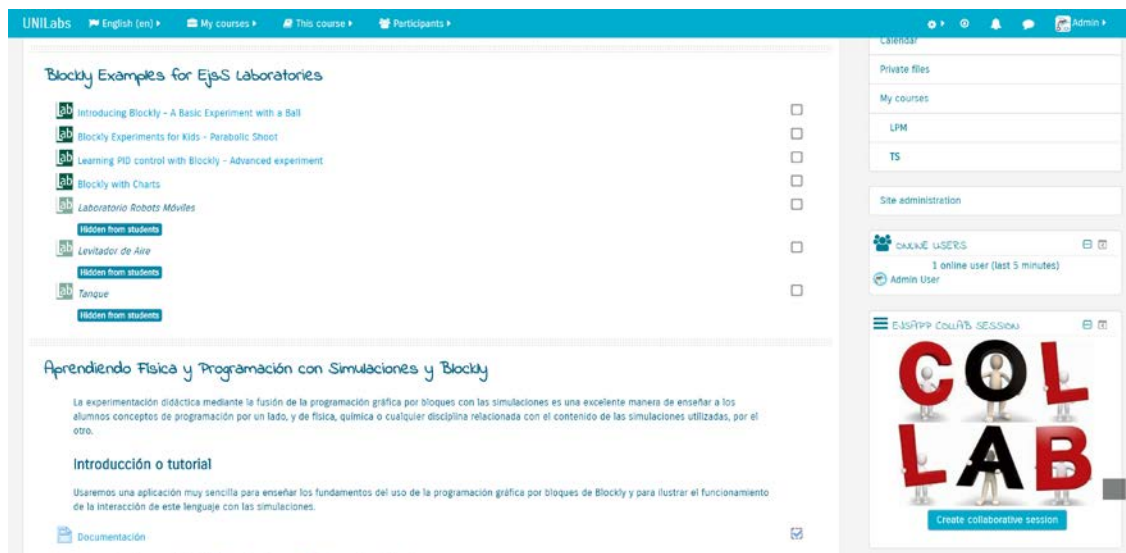 UNILabs English (en) My courses This course Participants Admin
Blockly Examples for EjsS Laboratories
Introducing Blockly - A Basic Experiment with a Ball
Blockly Experiments for Kids - Parabolic Shoot
Learning PID control with Blockly - Advanced experiment
Blockly with Charts
Laboratorio Robots Móviles
Hidden from students
Levitador de Aire
Hidden from students
Tanque
Hidden from students
Aprendiendo Física y Programación con Simulaciones y Blockly
La experimentación didáctica mediante la fusión de la programación gráfica por bloques con las simulaciones es una excelente manera de enseñar a los
alumnos conceptos de programación por un lado, y de física, química o cualquier disciplina relacionada con el contenido de las simulaciones utilizadas, por el
otro.
Introducción o tutorial
Usaremos una aplicación muy sencilla para enseñar los fundamentos del uso de la programación gráfica por bloques de Blockly y para ilustrar el funcionamiento
de la interacción de este lenguaje con las simulaciones.
Documentación
Calendar
Private files
My courses
LPM
TS
Site administration
ONLINE USERS
1 online user (last 5 minutes)
Admin User
EJSAPP COLLAB SESSION
COL
LAB
Create collaborative session